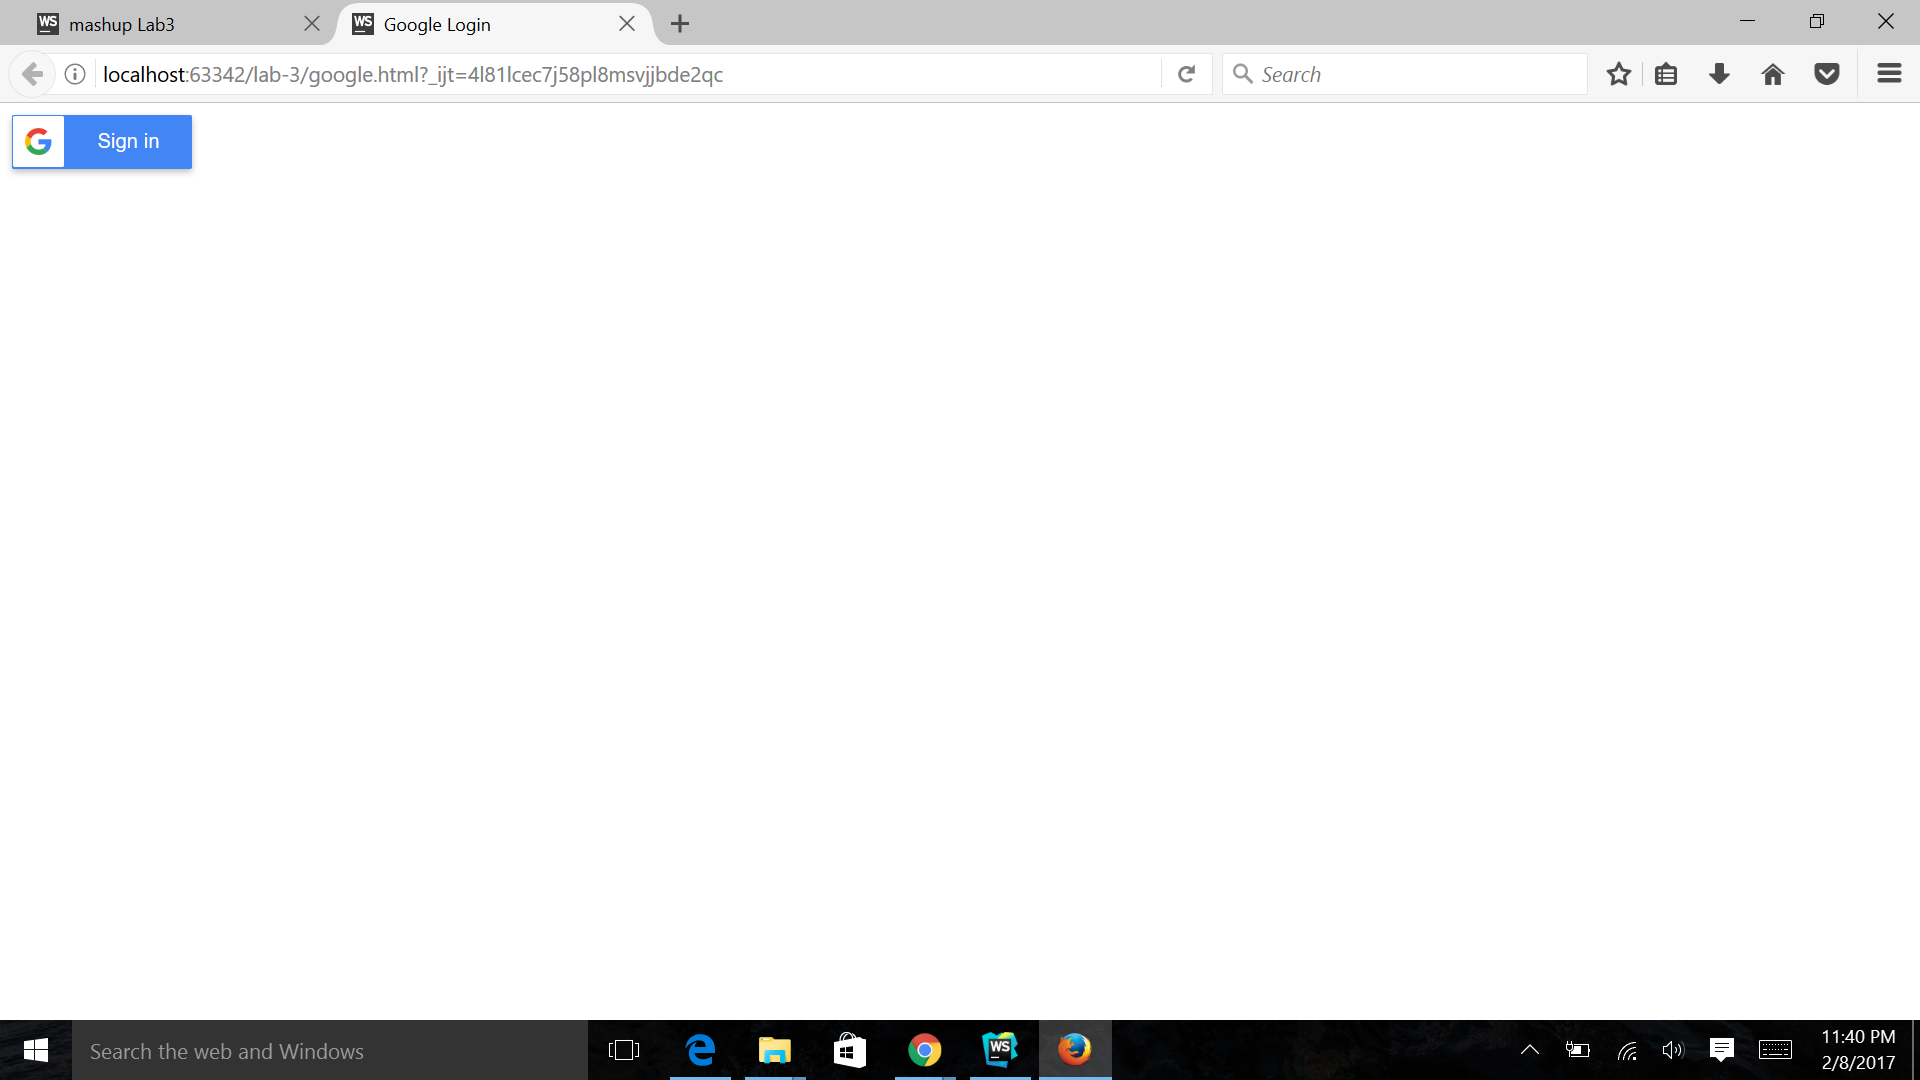 WS mashup Lab3
WS Google Login
localhost:63342/lab-3/google.html?_ijt=4l81lcec7j58pl8msvjjbde2qc
Search
G Sign in
Search the web and Windows
WS
11:40 PM
2/8/2017